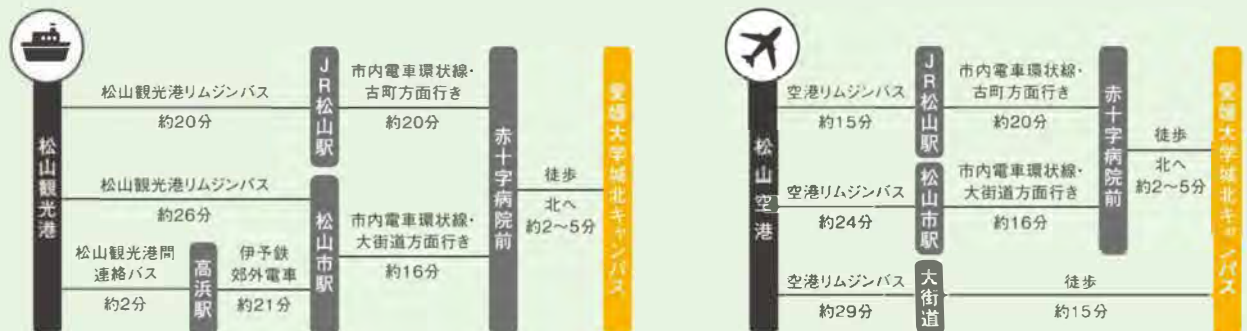 松山観光港
松山観光港リムジンバス
約20分
JR松山駅
市内電車環状線・
古町方面行き
約20分
松山観光港リムジンバス
約26分
松山観光港間
連絡バス
約2分
高浜駅
伊予鉄
郊外電車
約21分
松山市駅
市内電車環状線・
大街道方面行き
約16分
赤十字病院前
徒歩
北へ
約2〜5分
愛媛大学城北キャンパス
松山空港
空港リムジンバス
約15分
JR松山駅
市内電車環状線・
古町方面行き
約20分
空港リムジンバス
約24分
松山市駅
市内電車環状線・
大街道方面行き
約16分
赤十字病院前
徒歩
北へ
約2〜5分
空港リムジンバス
約29分
大街道
徒歩
約15分
愛媛大学城北キャンパス